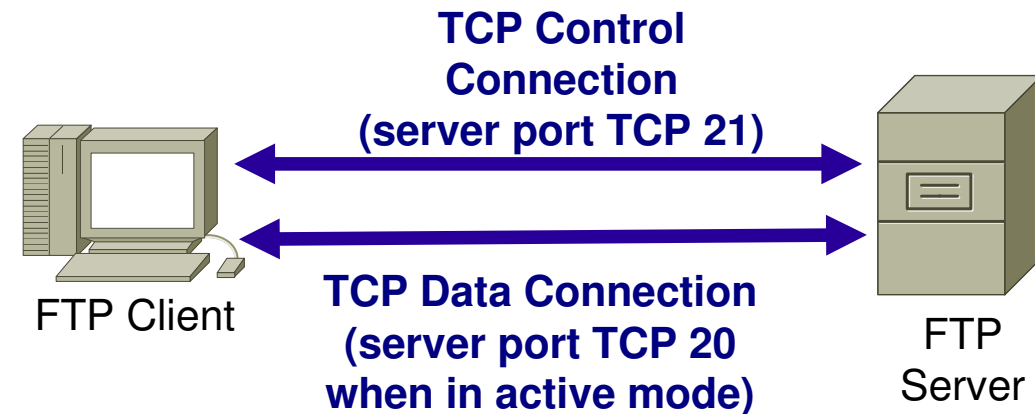 TCP Control
Connection
(server port TCP 21)
FTP Client
TCP Data Connection
(server port TCP 20
when in active mode)
FTP
Server